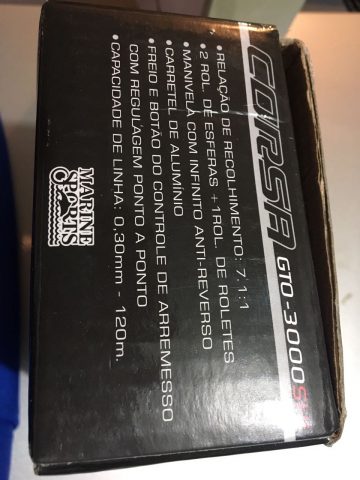 CORSA GTO-3000
•RELAÇÃO DE RECOLHIMENTO: 7.1:1
•2 ROL. DE ESFERAS + 1ROL. DE ROLETES
•MANIVELA COM INFINITO ANTI-REVERSO
•CARRETEL DE ALUMÍNIO
•FREIO E BOTÃO DO CONTROLE DE ARREMESSO
COM REGULAGEM PONTO A PONTO
•CAPACIDADE DE LINHA: 0,30mm - 120m.
MARINE
SPORTS